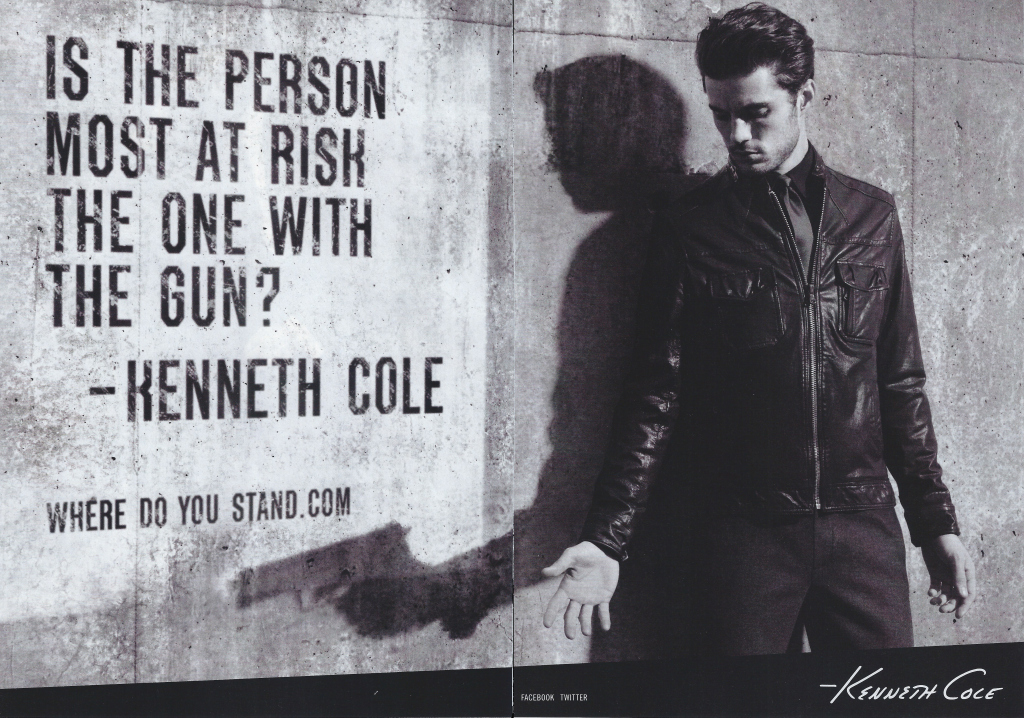 IS THE PERSON
MOST AT RISK
THE ONE WITH
THE GUN?
-KENNETH COLE
WHERE DO YOU STAND.COM
FACEBOOK TWITTER
-KENNETH COLE